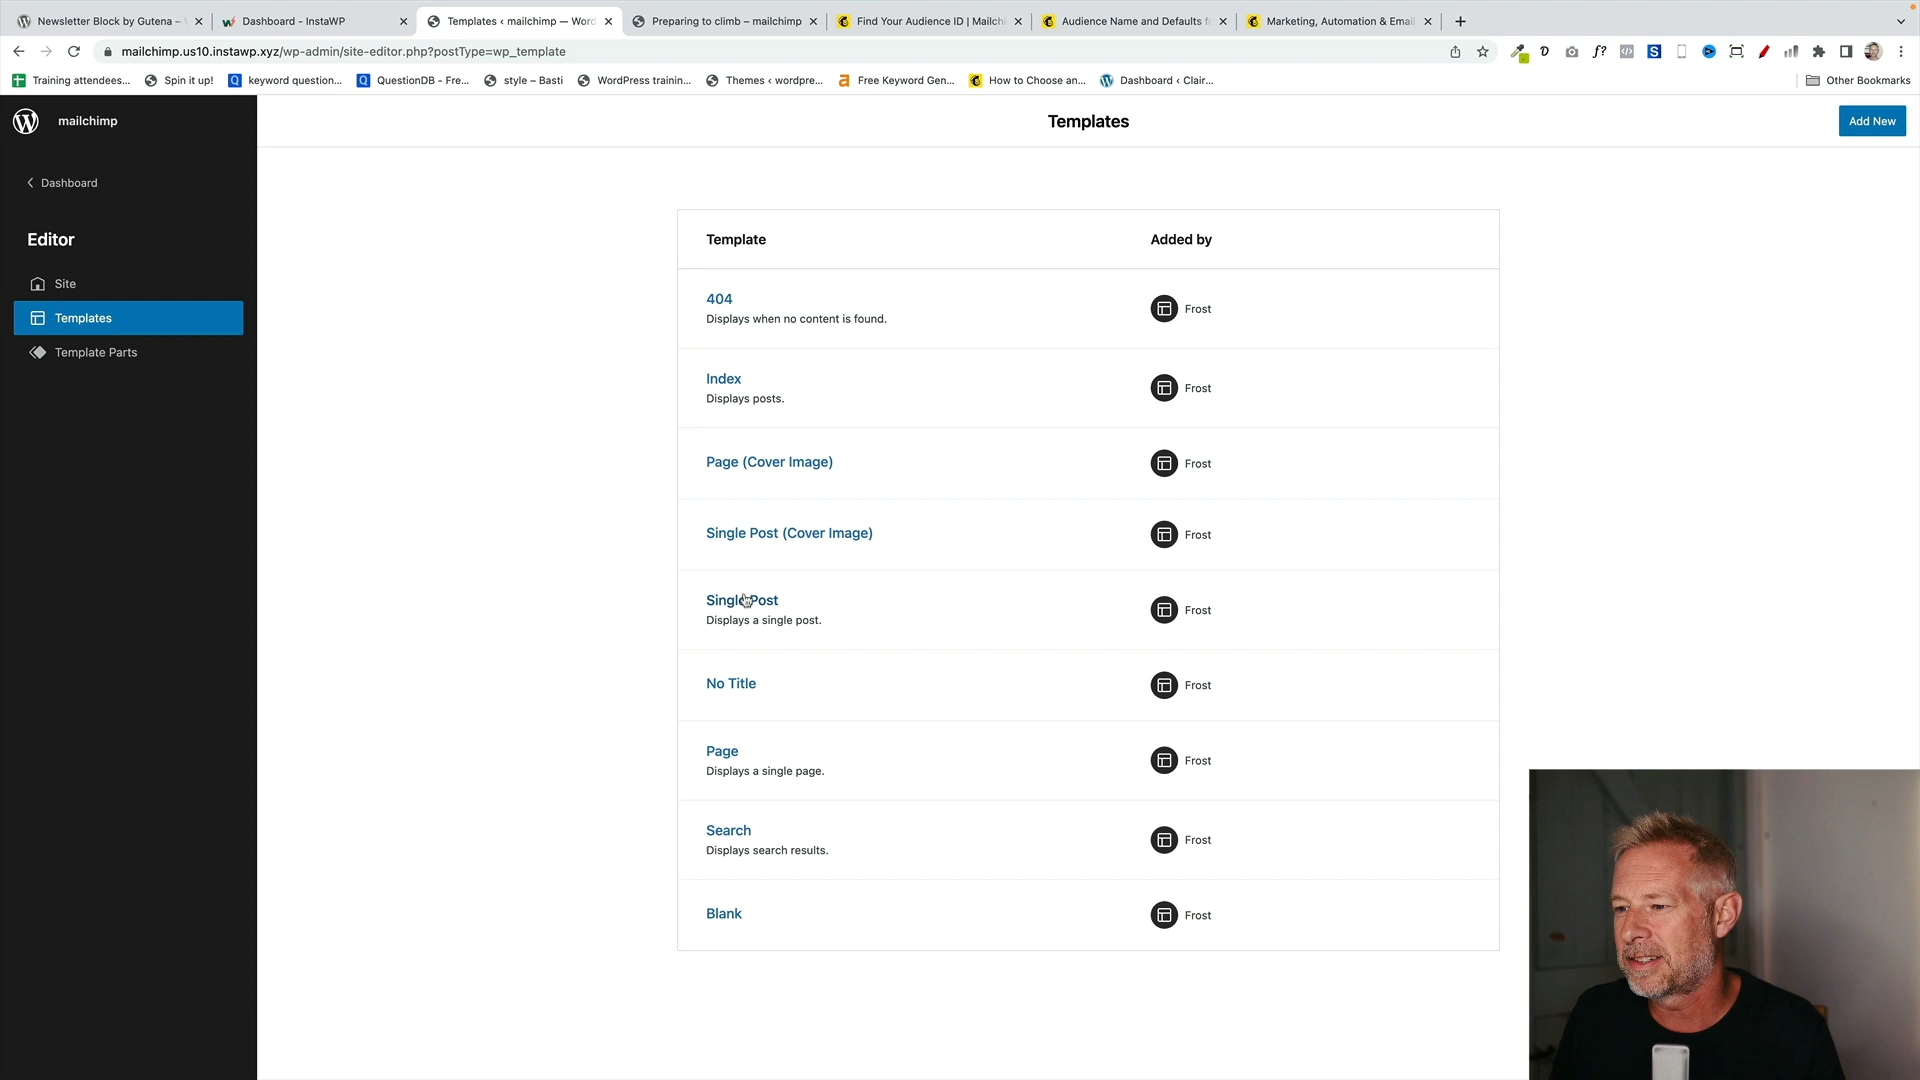 Newsletter Block by Gutena –
Dashboard - InstaWP
Templates ‹ mailchimp — Word
Preparing to climb – mailchimp
Find Your Audience ID | Mailch
Audience Name and Defaults f
Marketing, Automation & Email
mailchimp.us10.instawp.xyz/wp-admin/site-editor.php?postType=wp_template
Training attendees...
Spin it up!
keyword question...
QuestionDB - Fre...
style – Basti
WordPress trainin...
Themes ‹ wordpre...
Free Keyword Gen...
How to Choose an...
Dashboard ‹ Clair...
Other Bookmarks
mailchimp
Templates
Add New
Dashboard
Editor
Site
Templates
Template Parts
Template
Added by
404
Displays when no content is found.
Frost
Index
Displays posts.
Frost
Page (Cover Image)
Frost
Single Post (Cover Image)
Frost
Single Post
Displays a single post.
Frost
No Title
Frost
Page
Displays a single page.
Frost
Search
Displays search results.
Frost
Blank
Frost